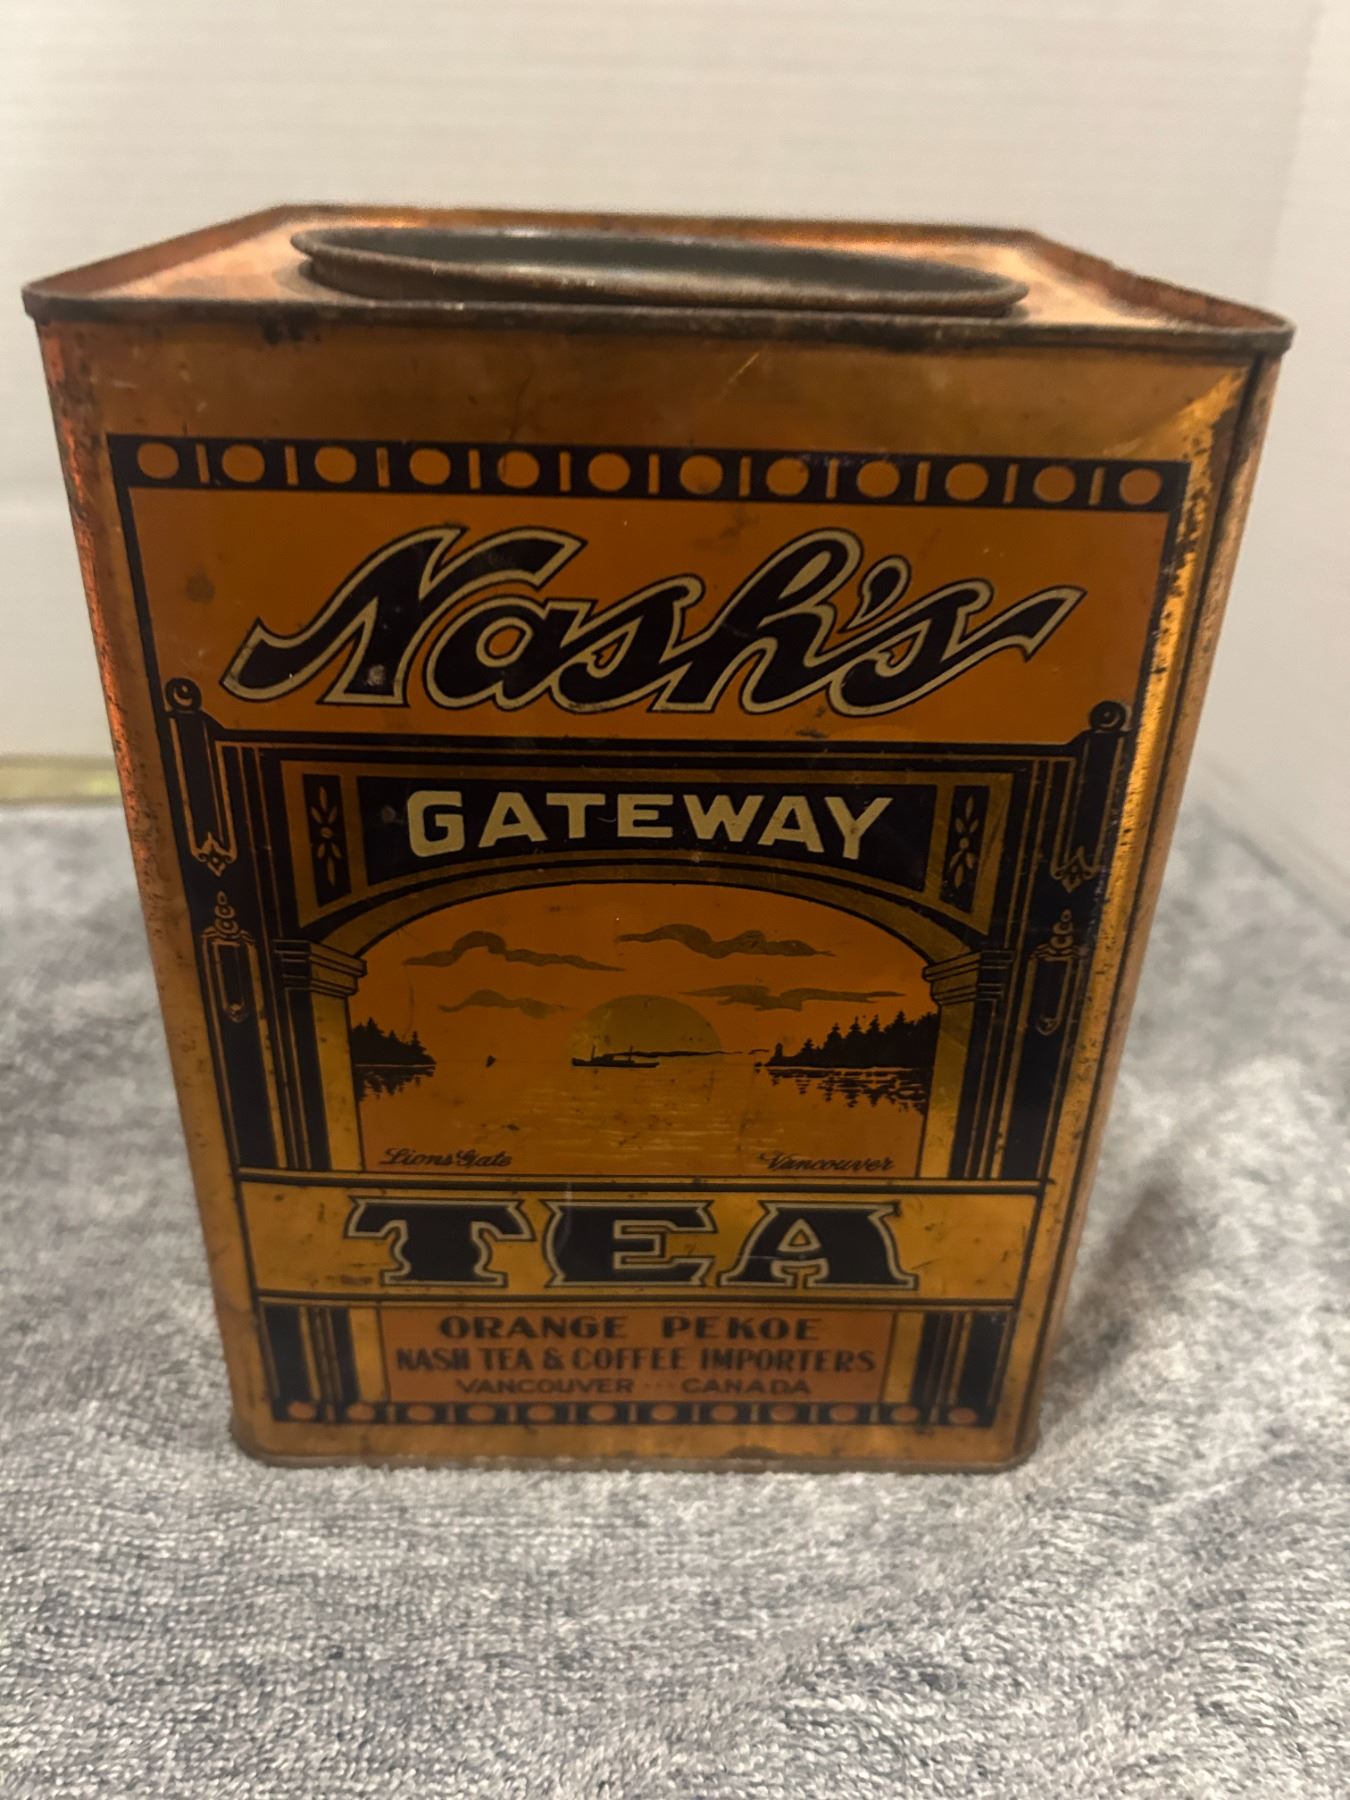 Nash's
GATEWAY
Lions Gate Vancouver
TEA
ORANGE PEKOE
NASH TEA & COFFEE IMPORTERS
VANCOUVER ··· CANADA